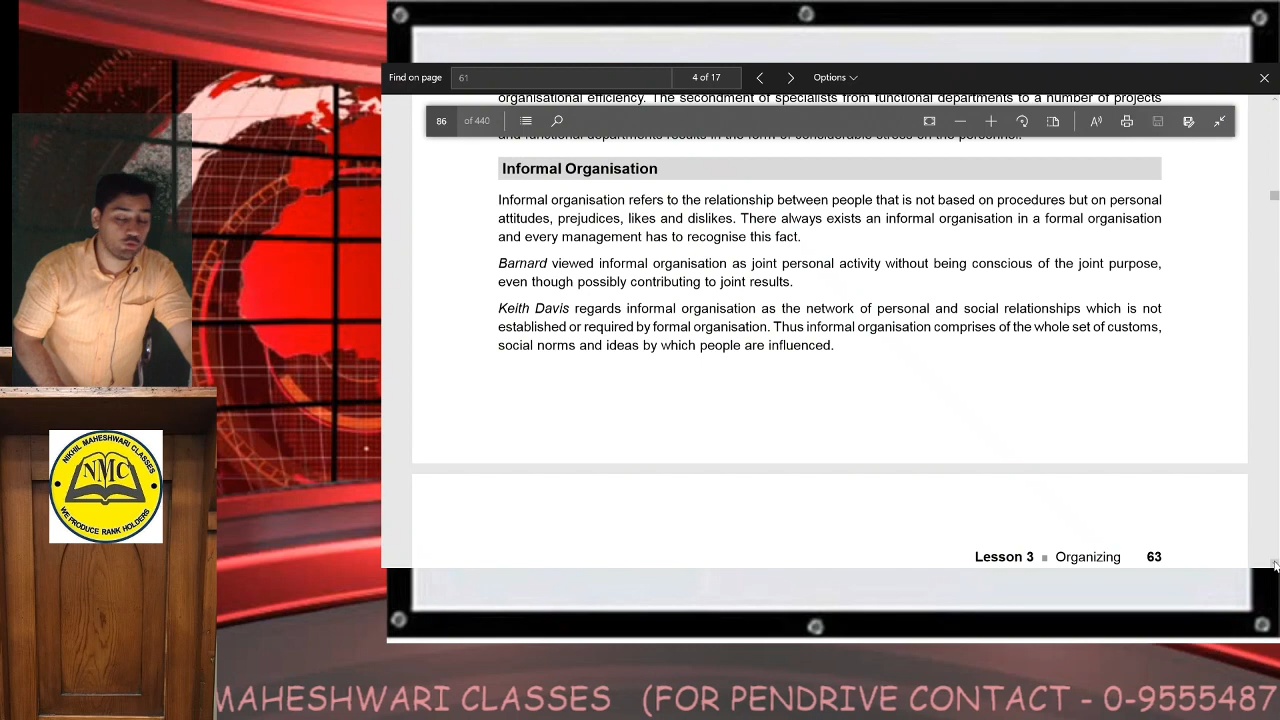 Find on page 61 4 of 17 Options
organisational efficiency. The secondment of specialists from functional departments to a number of projects
86 of 440
Informal Organisation
Informal organisation refers to the relationship between people that is not based on procedures but on personal
attitudes, prejudices, likes and dislikes. There always exists an informal organisation in a formal organisation
and every management has to recognise this fact.
Barnard viewed informal organisation as joint personal activity without being conscious of the joint purpose,
even though possibly contributing to joint results.
Keith Davis regards informal organisation as the network of personal and social relationships which is not
established or required by formal organisation. Thus informal organisation comprises of the whole set of customs,
social norms and ideas by which people are influenced.
Lesson 3 ■ Organizing 63
NIKHIL MAHESHWARI CLASSES
NMC
WE PRODUCE RANK HOLDERS
MAHESHWARI CLASSES (FOR PENDRIVE CONTACT - 0-9555487